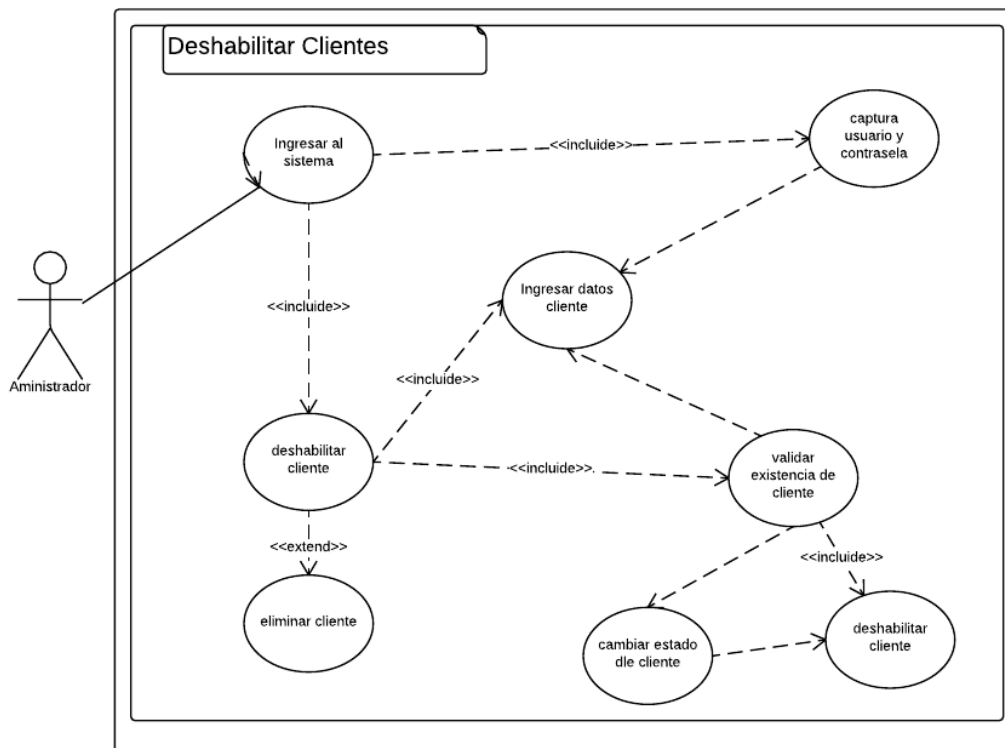 Deshabilitar Clientes
Ingresar al
sistema
<<incluide>>
captura
usuario y
contrasela
<<incluide>>
Ingresar datos
cliente
<<incluide>>
Aministrador
deshabilitar
cliente
<<incluide>>
validar
existencia de
cliente
<<extend>>
<<incluide>>
eliminar cliente
cambiar estado
dle cliente
deshabilitar
cliente